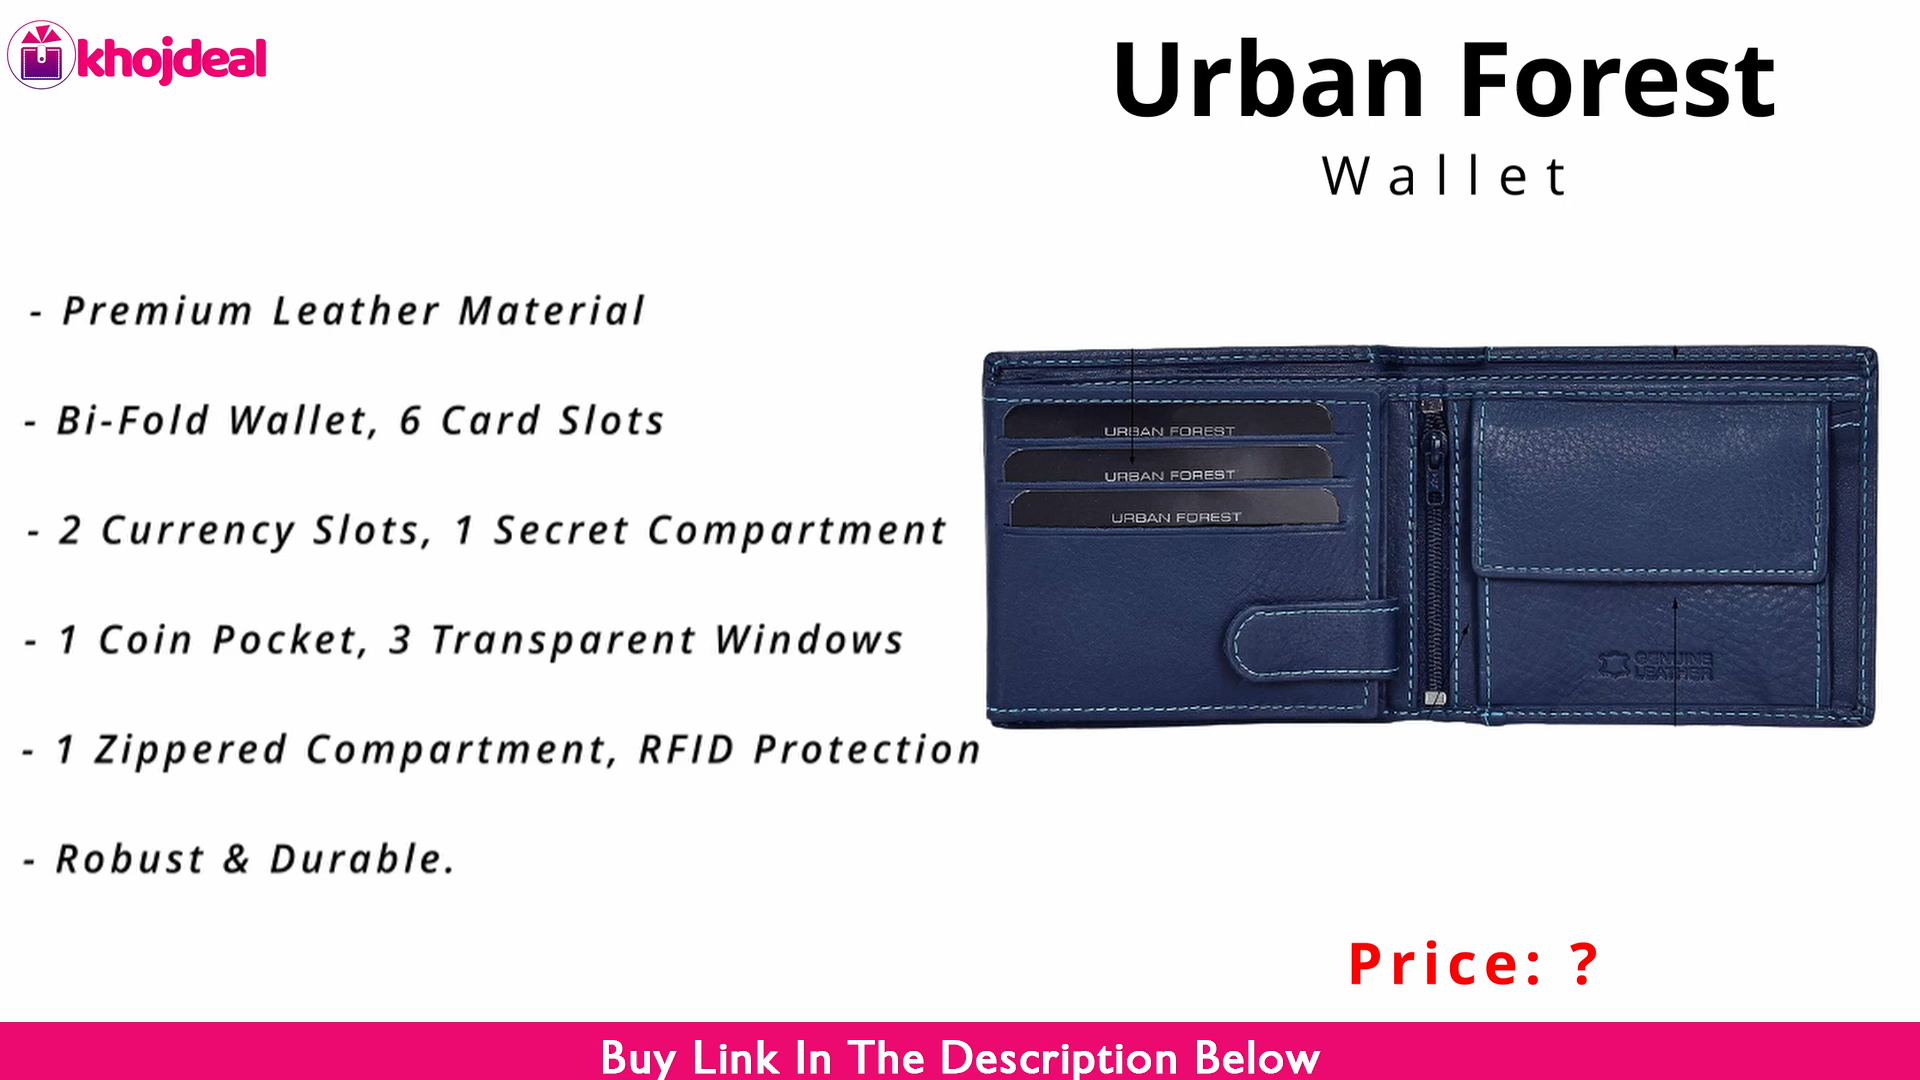 khojdeal
Urban Forest
Wallet
- Premium Leather Material
- Bi-Fold Wallet, 6 Card Slots
- 2 Currency Slots, 1 Secret Compartment
- 1 Coin Pocket, 3 Transparent Windows
- 1 Zippered Compartment, RFID Protection
- Robust & Durable.
URBAN FOREST
URBAN FOREST
URBAN FOREST
GENUINE
LEATHER
Price: ?
Buy Link In The Description Below